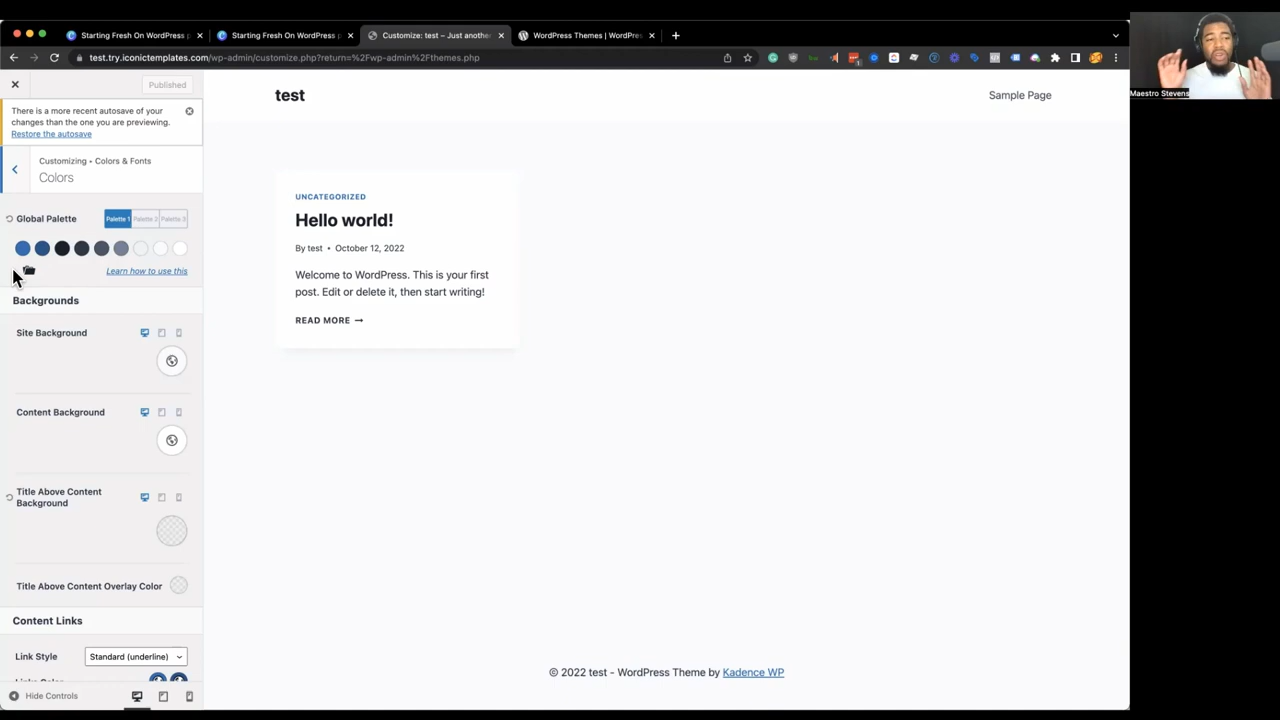 Starting Fresh On WordPress p
Starting Fresh On WordPress p
Customize: test – Just another
WordPress Themes | WordPres
test.try.iconictemplates.com/wp-admin/customize.php?return=%2Fwp-admin%2Fthemes.php
Maestro Stevens
Published
There is a more recent autosave of your
changes than the one you are previewing.
Restore the autosave
Customizing • Colors & Fonts
Colors
Global Palette
Palette 1
Palette 2
Palette 3
Learn how to use this
Backgrounds
Site Background
Content Background
Title Above Content
Background
Title Above Content Overlay Color
Content Links
Link Style
Standard (underline)
Links Color
Hide Controls
test
Sample Page
UNCATEGORIZED
Hello world!
By test • October 12, 2022
Welcome to WordPress. This is your first
post. Edit or delete it, then start writing!
READ MORE
© 2022 test - WordPress Theme by Kadence WP